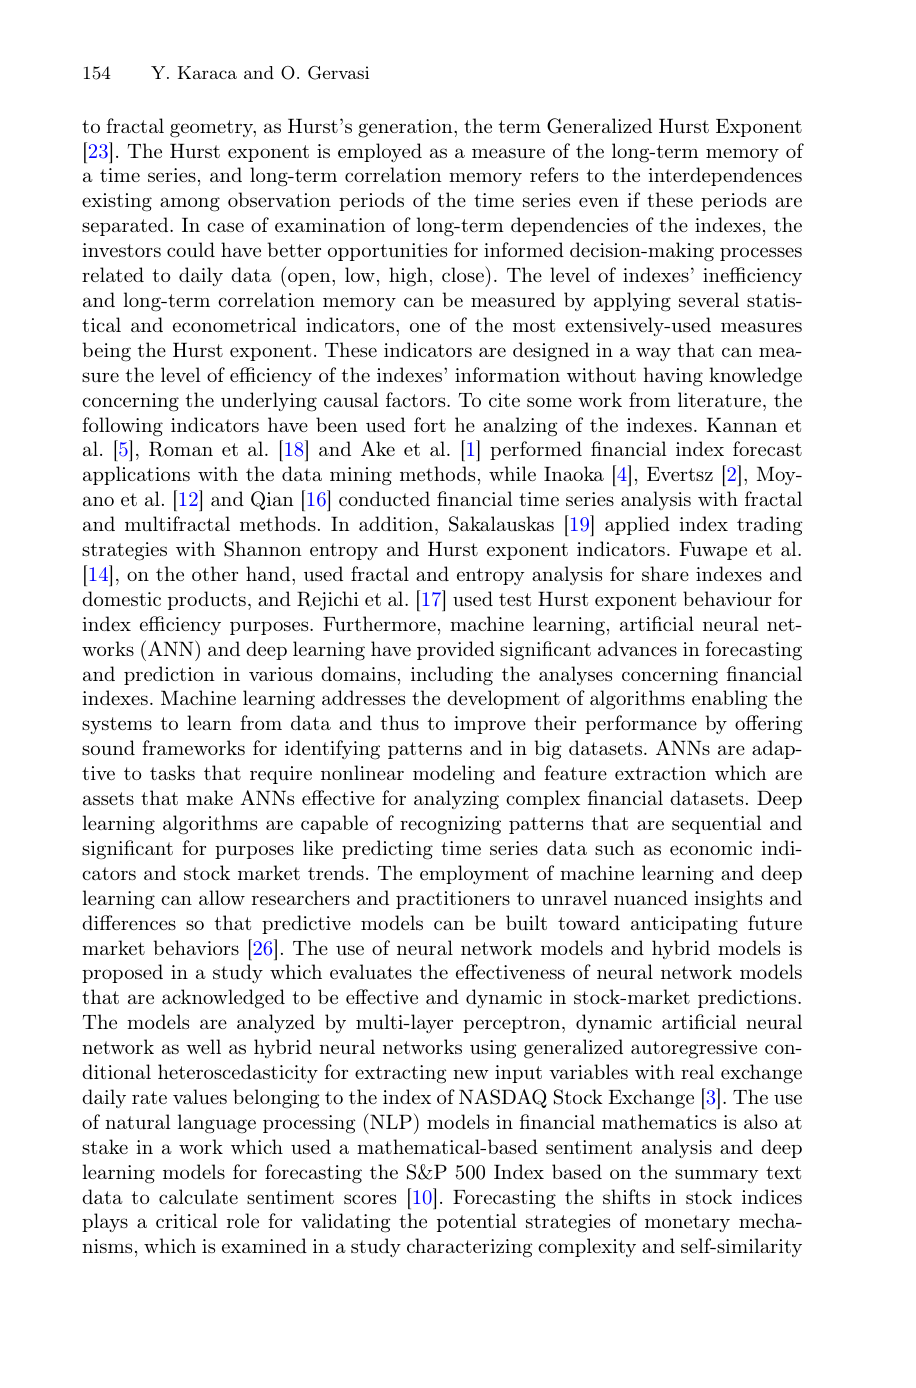 154 Y. Karaca and O. Gervasi
to fractal geometry, as Hurst's generation, the term Generalized Hurst Exponent
[23]. The Hurst exponent is employed as a measure of the long-term memory of
a time series, and long-term correlation memory refers to the interdependences
existing among observation periods of the time series even if these periods are
separated. In case of examination of long-term dependencies of the indexes, the
investors could have better opportunities for informed decision-making processes
related to daily data (open, low, high, close). The level of indexes' inefficiency
and long-term correlation memory can be measured by applying several statis-
tical and econometrical indicators, one of the most extensively-used measures
being the Hurst exponent. These indicators are designed in a way that can mea-
sure the level of efficiency of the indexes' information without having knowledge
concerning the underlying causal factors. To cite some work from literature, the
following indicators have been used fort he analzing of the indexes. Kannan et
al. [5], Roman et al. [18] and Ake et al. [1] performed financial index forecast
applications with the data mining methods, while Inaoka [4], Evertsz [2], Moy-
ano et al. [12] and Qian [16] conducted financial time series analysis with fractal
and multifractal methods. In addition, Sakalauskas [19] applied index trading
strategies with Shannon entropy and Hurst exponent indicators. Fuwape et al.
[14], on the other hand, used fractal and entropy analysis for share indexes and
domestic products, and Rejichi et al. [17] used test Hurst exponent behaviour for
index efficiency purposes. Furthermore, machine learning, artificial neural net-
works (ANN) and deep learning have provided significant advances in forecasting
and prediction in various domains, including the analyses concerning financial
indexes. Machine learning addresses the development of algorithms enabling the
systems to learn from data and thus to improve their performance by offering
sound frameworks for identifying patterns and in big datasets. ANNs are adap-
tive to tasks that require nonlinear modeling and feature extraction which are
assets that make ANNs effective for analyzing complex financial datasets. Deep
learning algorithms are capable of recognizing patterns that are sequential and
significant for purposes like predicting time series data such as economic indi-
cators and stock market trends. The employment of machine learning and deep
learning can allow researchers and practitioners to unravel nuanced insights and
differences so that predictive models can be built toward anticipating future
market behaviors [26]. The use of neural network models and hybrid models is
proposed in a study which evaluates the effectiveness of neural network models
that are acknowledged to be effective and dynamic in stock-market predictions.
The models are analyzed by multi-layer perceptron, dynamic artificial neural
network as well as hybrid neural networks using generalized autoregressive con-
ditional heteroscedasticity for extracting new input variables with real exchange
daily rate values belonging to the index of NASDAQ Stock Exchange [3]. The use
of natural language processing (NLP) models in financial mathematics is also at
stake in a work which used a mathematical-based sentiment analysis and deep
learning models for forecasting the S&P 500 Index based on the summary text
data to calculate sentiment scores [10]. Forecasting the shifts in stock indices
plays a critical role for validating the potential strategies of monetary mecha-
nisms, which is examined in a study characterizing complexity and self-similarity